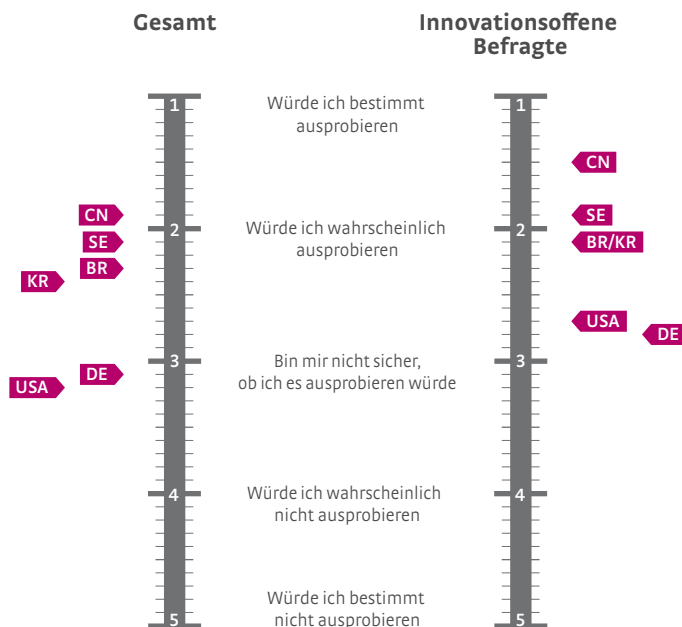 Gesamt
Innovationsoffene
Befragte
1
Würde ich bestimmt
ausprobieren
1
CN
CN
SE
2
Würde ich wahrscheinlich
ausprobieren
2
SE
BR/KR
BR
KR
USA
DE
3
Bin mir nicht sicher,
ob ich es ausprobieren würde
3
DE
USA
4
Würde ich wahrscheinlich
nicht ausprobieren
4
5
Würde ich bestimmt
nicht ausprobieren
5